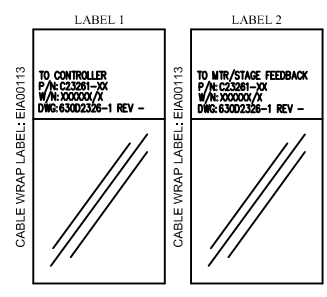 LABEL 1
CABLE WRAP LABEL: EIA00113
TO CONTROLLER
P/N: C23261-XX
W/N: XXXXXX/X
DWG: 630D2326-1 REV -
LABEL 2
CABLE WRAP LABEL: EIA00113
TO MTR/STAGE FEEDBACK
P/N: C23261-XX
W/N: XXXXXX/X
DWG: 630D2326-1 REV -